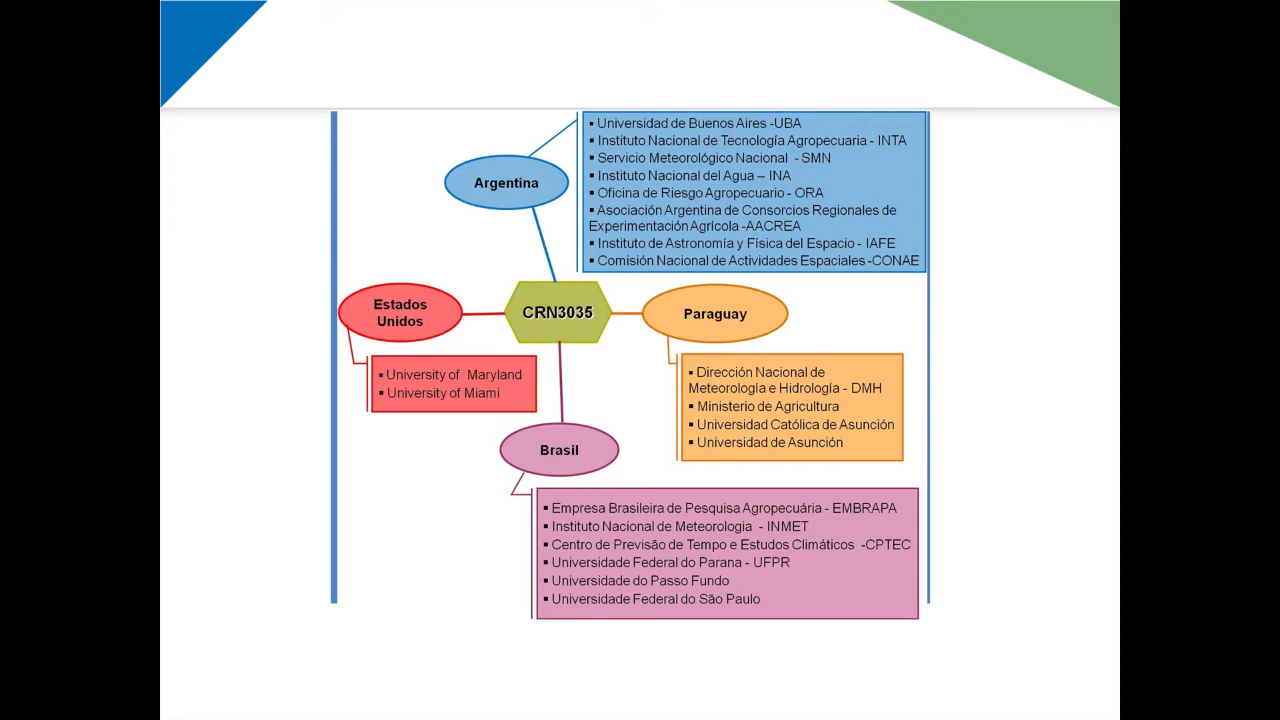 ▪ Universidad de Buenos Aires -UBA
▪ Instituto Nacional de Tecnología Agropecuaria - INTA
▪ Servicio Meteorológico Nacional - SMN
▪ Instituto Nacional del Agua – INA
▪ Oficina de Riesgo Agropecuario - ORA
▪ Asociación Argentina de Consorcios Regionales de
Experimentación Agrícola -AACREA
▪ Instituto de Astronomía y Física del Espacio - IAFE
▪ Comisión Nacional de Actividades Espaciales -CONAE
Argentina
Estados
Unidos
CRN3035
Paraguay
▪ University of Maryland
▪ University of Miami
▪ Dirección Nacional de
Meteorología e Hidrología - DMH
▪ Ministerio de Agricultura
▪ Universidad Católica de Asunción
▪ Universidad de Asunción
Brasil
▪ Empresa Brasileira de Pesquisa Agropecuária - EMBRAPA
▪ Instituto Nacional de Meteorologia - INMET
▪ Centro de Previsão de Tempo e Estudos Climáticos -CPTEC
▪ Universidade Federal do Parana - UFPR
▪ Universidade do Passo Fundo
▪ Universidade Federal do São Paulo